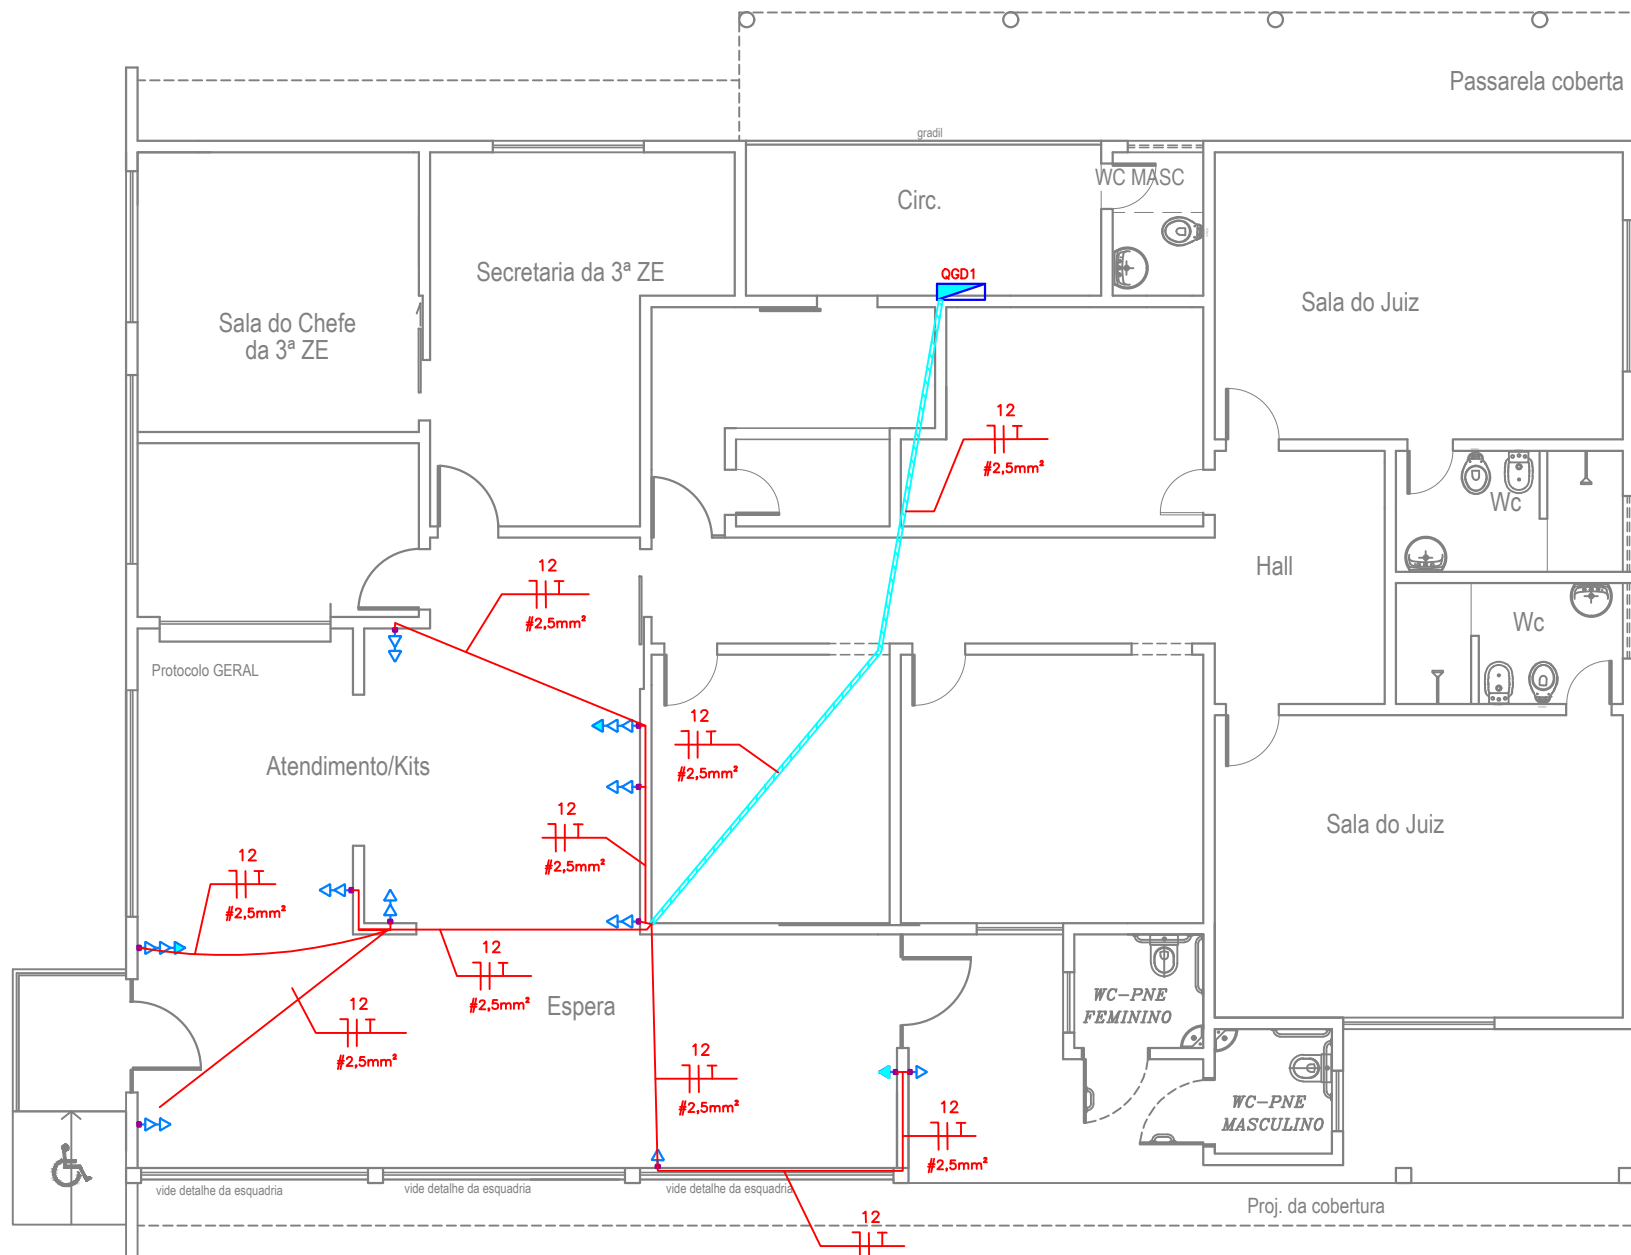 Passarela coberta
gradil
WC MASC
Circ.
Secretaria da 3ª ZE
QGD1
Sala do Juiz
Sala do Chefe
da 3ª ZE
12
#2,5mm²
Wc
Hall
12
#2,5mm²
Wc
Protocolo GERAL
12
#2,5mm²
Atendimento/Kits
12
#2,5mm²
Sala do Juiz
12
#2,5mm²
12
#2,5mm²
Espera
12
#2,5mm²
WC-PNE
FEMININO
12
#2,5mm²
WC-PNE
MASCULINO
12
#2,5mm²
vide detalhe da esquadria
vide detalhe da esquadria
vide detalhe da esquadria
Proj. da cobertura
12